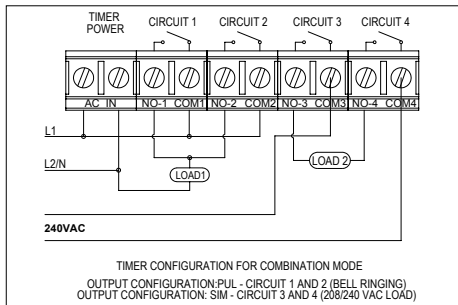 TIMER POWER CIRCUIT 1 CIRCUIT 2 CIRCUIT 3 CIRCUIT 4
AC IN NO-1 COM1 NO-2 COM2 NO-3 COM3 NO-4 COM4
L1
LOAD 2
L2/N
LOAD1
240VAC
TIMER CONFIGURATION FOR COMBINATION MODE
OUTPUT CONFIGURATION:PUL - CIRCUIT 1 AND 2 (BELL RINGING)
OUTPUT CONFIGURATION: SIM - CIRCUIT 3 AND 4 (208/240 VAC LOAD)